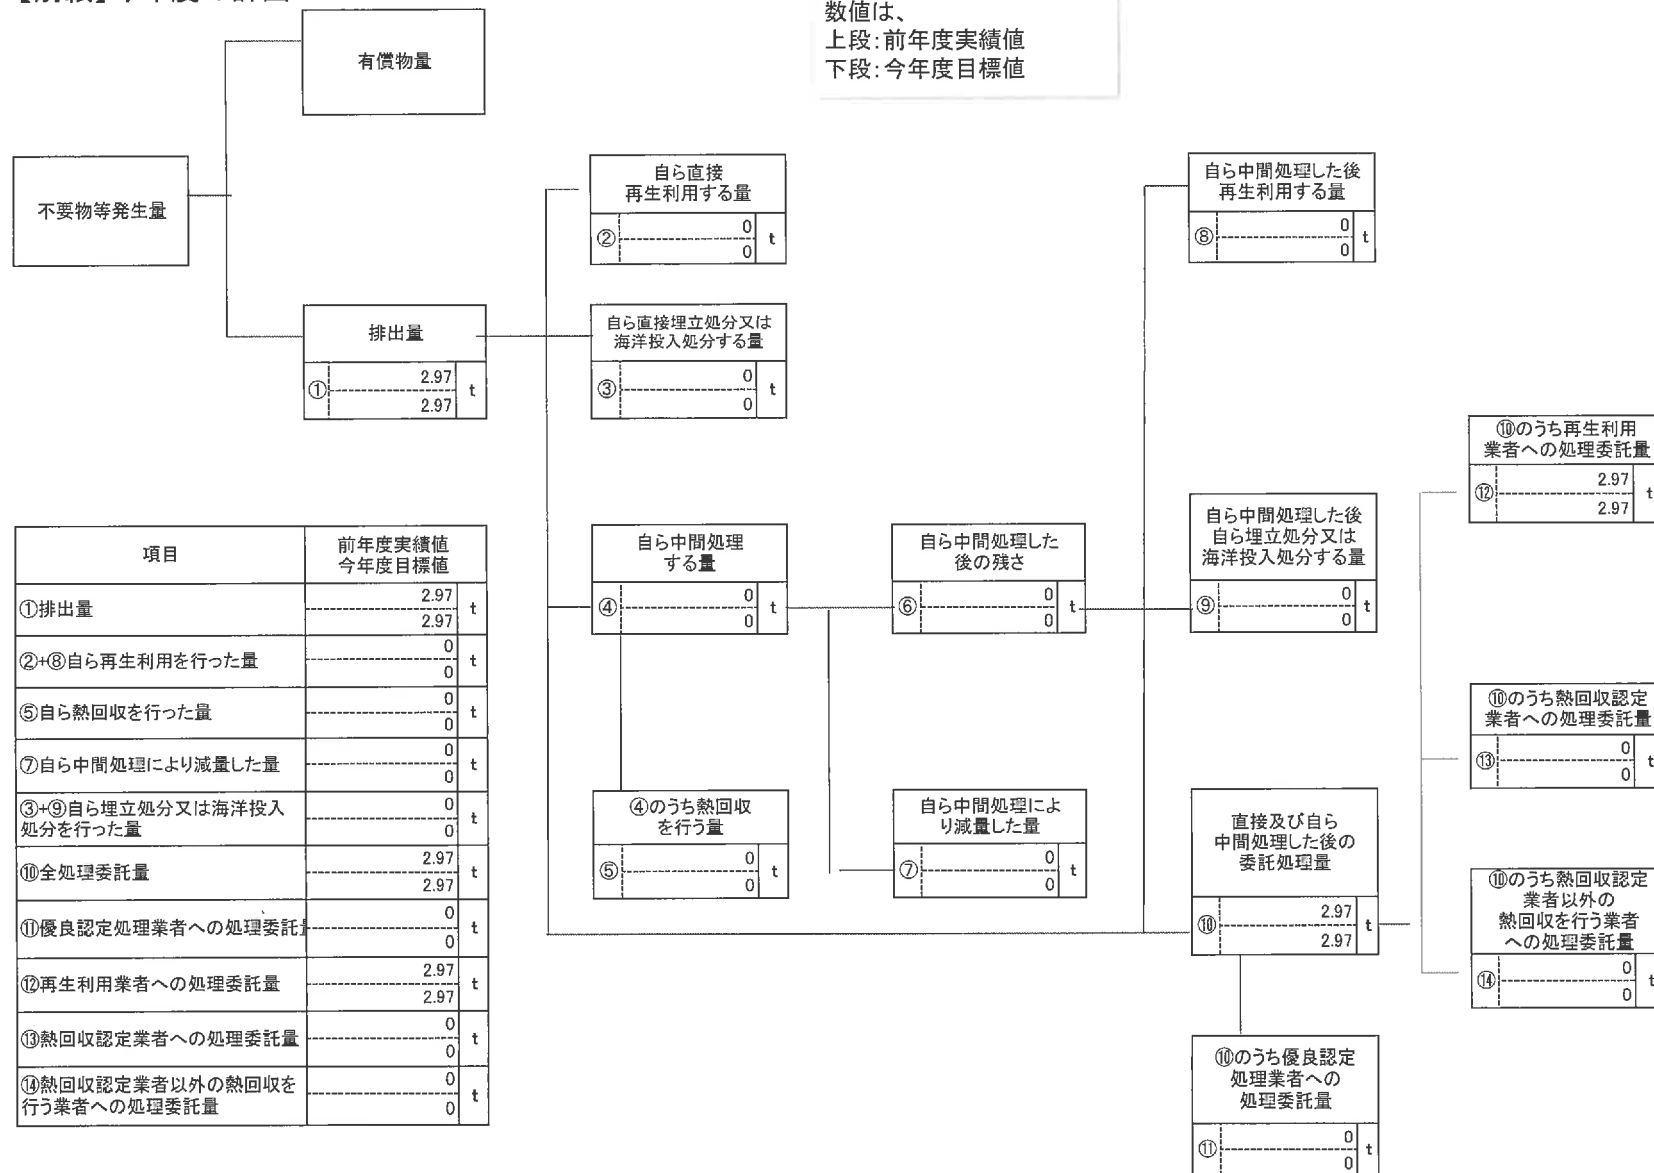 数値は、
上段：前年度実績値
下段：今年度目標値
有償物量
不要物等発生量
排出量
①
2.97
2.97
t
自ら直接
再生利用する量
②
0
0
t
自ら直接埋立処分又は
海洋投入処分する量
③
0
0
t
自ら中間処理
する量
④
0
0
t
④のうち熱回収
を行う量
⑤
0
0
t
自ら中間処理した
後の残さ
⑥
0
0
t
自ら中間処理によ
り減量した量
⑦
0
0
t
自ら中間処理した後
再生利用する量
⑧
0
0
t
自ら中間処理した後
自ら埋立処分又は
海洋投入処分する量
⑨
0
0
t
直接及び自ら
中間処理した後の
委託処理量
⑩
2.97
2.97
t
⑩のうち優良認定
処理業者への
処理委託量
⑪
0
0
t
⑩のうち再生利用
業者への処理委託量
⑫
2.97
2.97
t
⑩のうち熱回収認定
業者への処理委託量
⑬
0
0
t
⑩のうち熱回収認定
業者以外の
熱回収を行う業者
への処理委託量
⑭
0
0
t
項目
前年度実績値
今年度目標値
①排出量
2.97
2.97
t
②+⑧自ら再生利用を行った量
0
0
t
⑤自ら熱回収を行った量
0
0
t
⑦自ら中間処理により減量した量
0
0
t
③+⑨自ら埋立処分又は海洋投入
処分を行った量
0
0
t
⑩全処理委託量
2.97
2.97
t
⑪優良認定処理業者への処理委託
0
0
t
⑫再生利用業者への処理委託量
2.97
2.97
t
⑬熱回収認定業者への処理委託量
0
0
t
⑭熱回収認定業者以外の熱回収を
行う業者への処理委託量
0
0
t